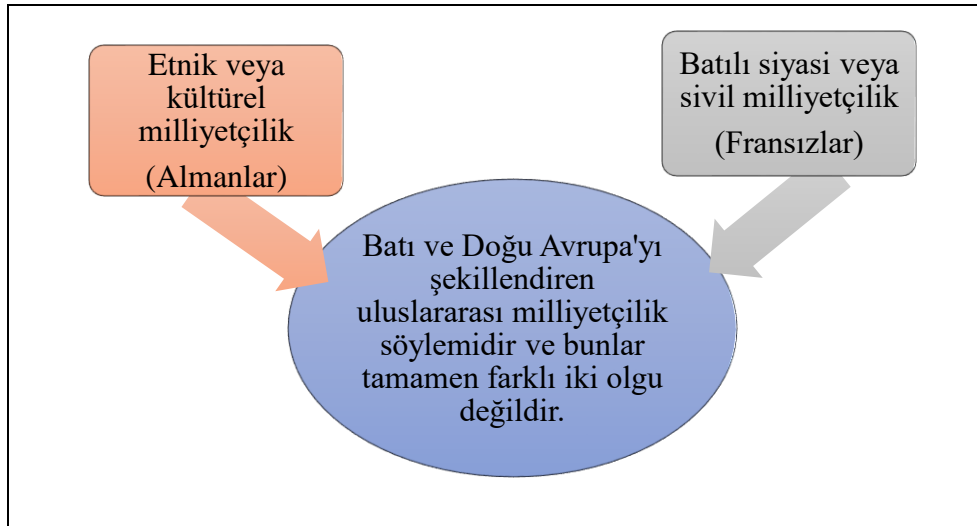 Etnik veya
kültürel
milliyetçilik
(Almanlar)
Batılı siyasi veya
sivil milliyetçilik
(Fransızlar)
Batı ve Doğu Avrupa'yı
şekillendiren
uluslararası milliyetçilik
söylemidir ve bunlar
tamamen farklı iki olgu
değildir.